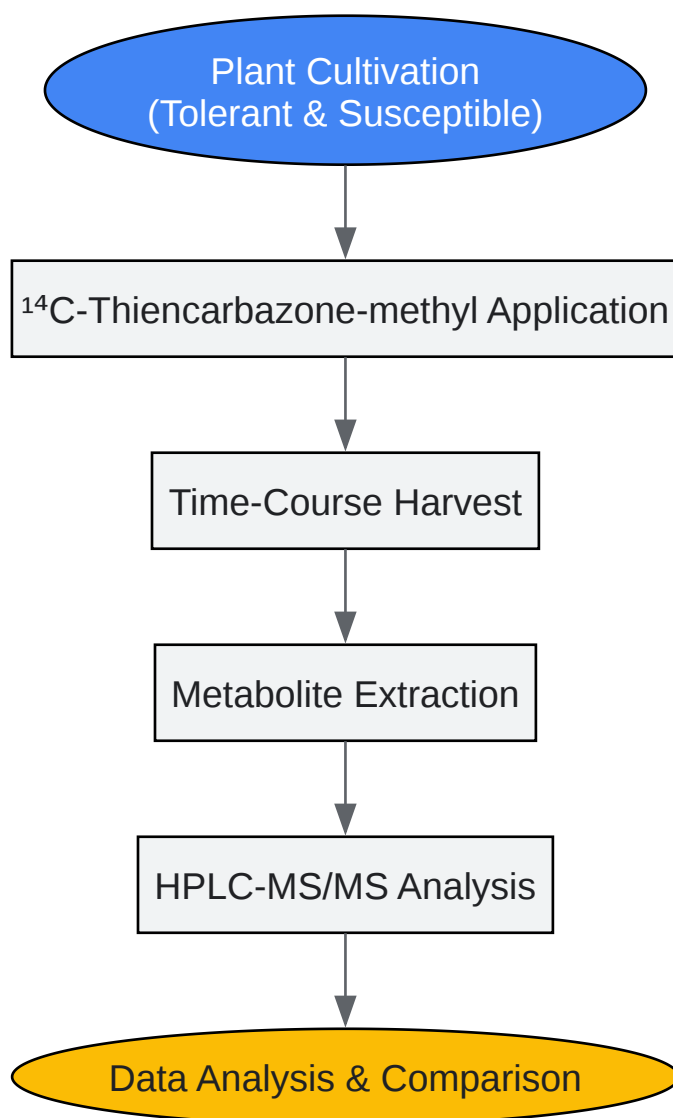 Plant Cultivation
(Tolerant & Susceptible)
¹⁴C-Thiencarbazone-methyl Application
Time-Course Harvest
Metabolite Extraction
HPLC-MS/MS Analysis
Data Analysis & Comparison